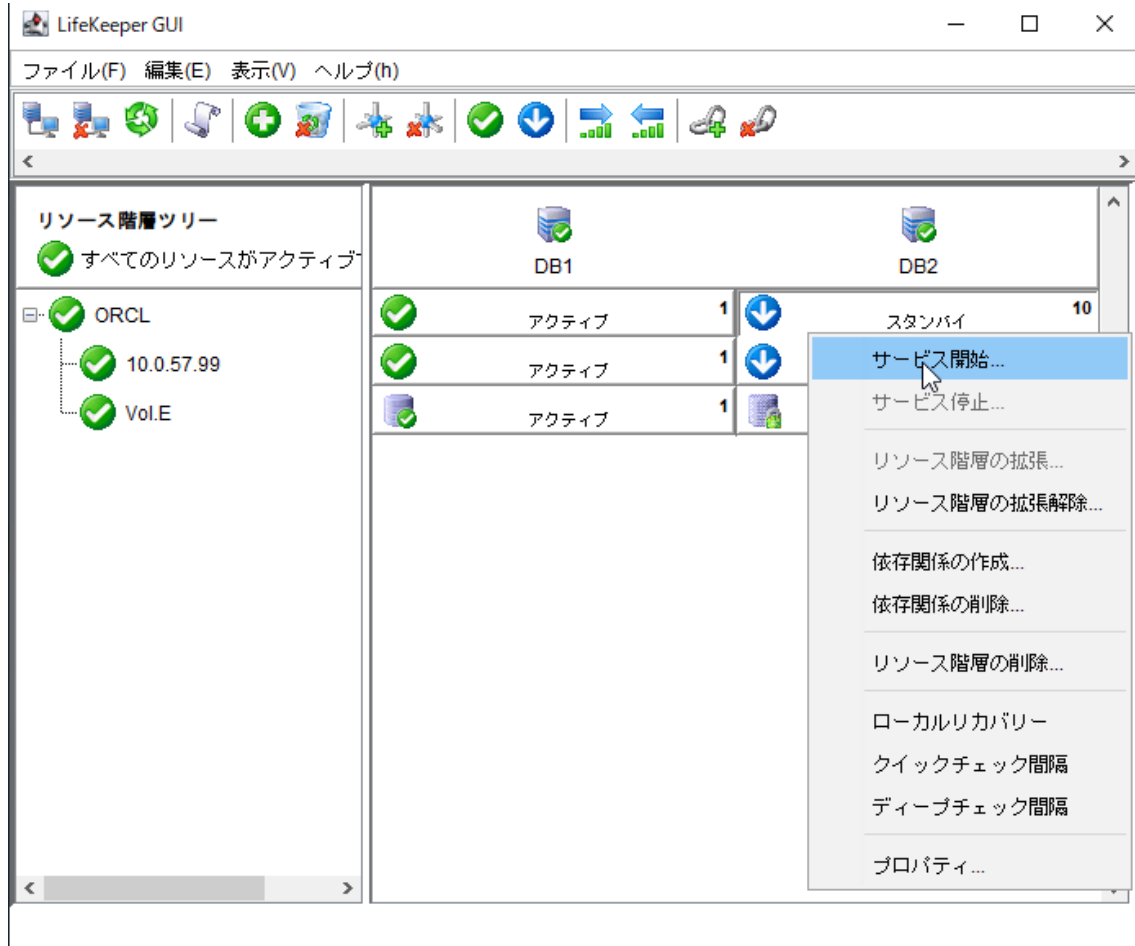 LifeKeeper GUI
ファイル(F) 編集(E) 表示(V) ヘルプ(h)
リソース階層ツリー
すべてのリソースがアクティブ
DB1
DB2
ORCL
アクティブ 1
スタンバイ 10
10.0.57.99
アクティブ 1
Vol.E
アクティブ 1
サービス開始...
サービス停止...
リソース階層の拡張...
リソース階層の拡張解除...
依存関係の作成...
依存関係の削除...
リソース階層の削除...
ローカルリカバリー
クイックチェック間隔
ディープチェック間隔
プロパティ...